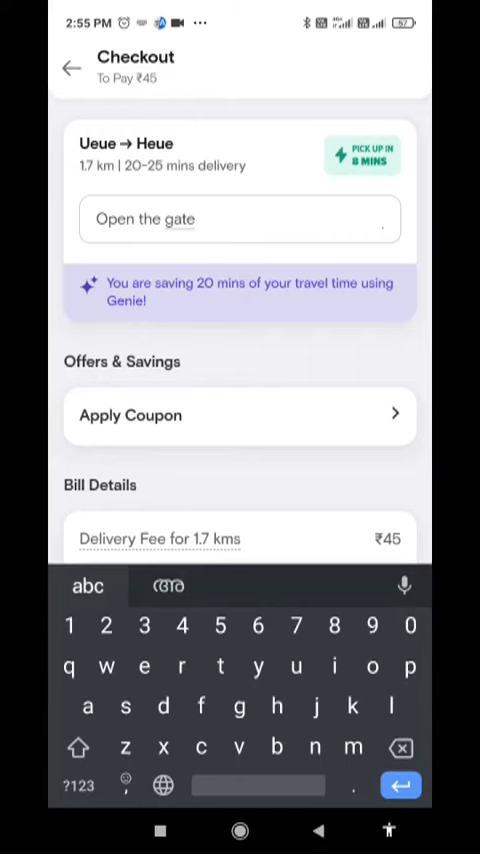 2:55 PM
57
Checkout
To Pay ₹45
Ueue → Heue
1.7 km | 20-25 mins delivery
PICK UP IN
8 MINS
Open the gate
You are saving 20 mins of your travel time using
Genie!
Offers & Savings
Apply Coupon
Bill Details
Delivery Fee for 1.7 kms ₹45
abc അ
1 2 3 4 5 6 7 8 9 0
q w e r t y u i o p
a s d f g h j k l
z x c v b n m
?123 , .